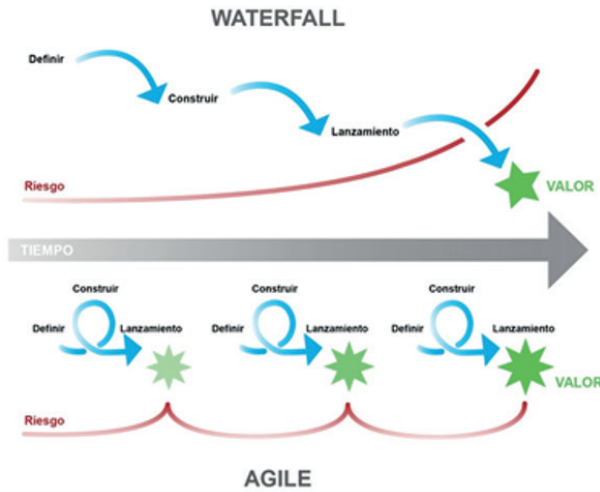 WATERFALL
Definir
Construir
Lanzamiento
Riesgo
VALOR
TIEMPO
Construir
Construir
Construir
Definir
Lanzamiento
Definir
Lanzamiento
Definir
Lanzamiento
VALOR
Riesgo
AGILE